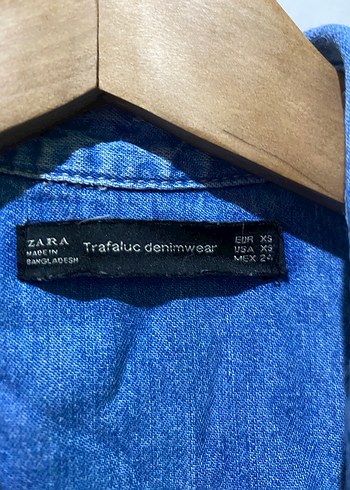 ZARA
MADE IN
BANGLADESH
Trafaluc denimwear
EUR XS
USA XS
MEX 24